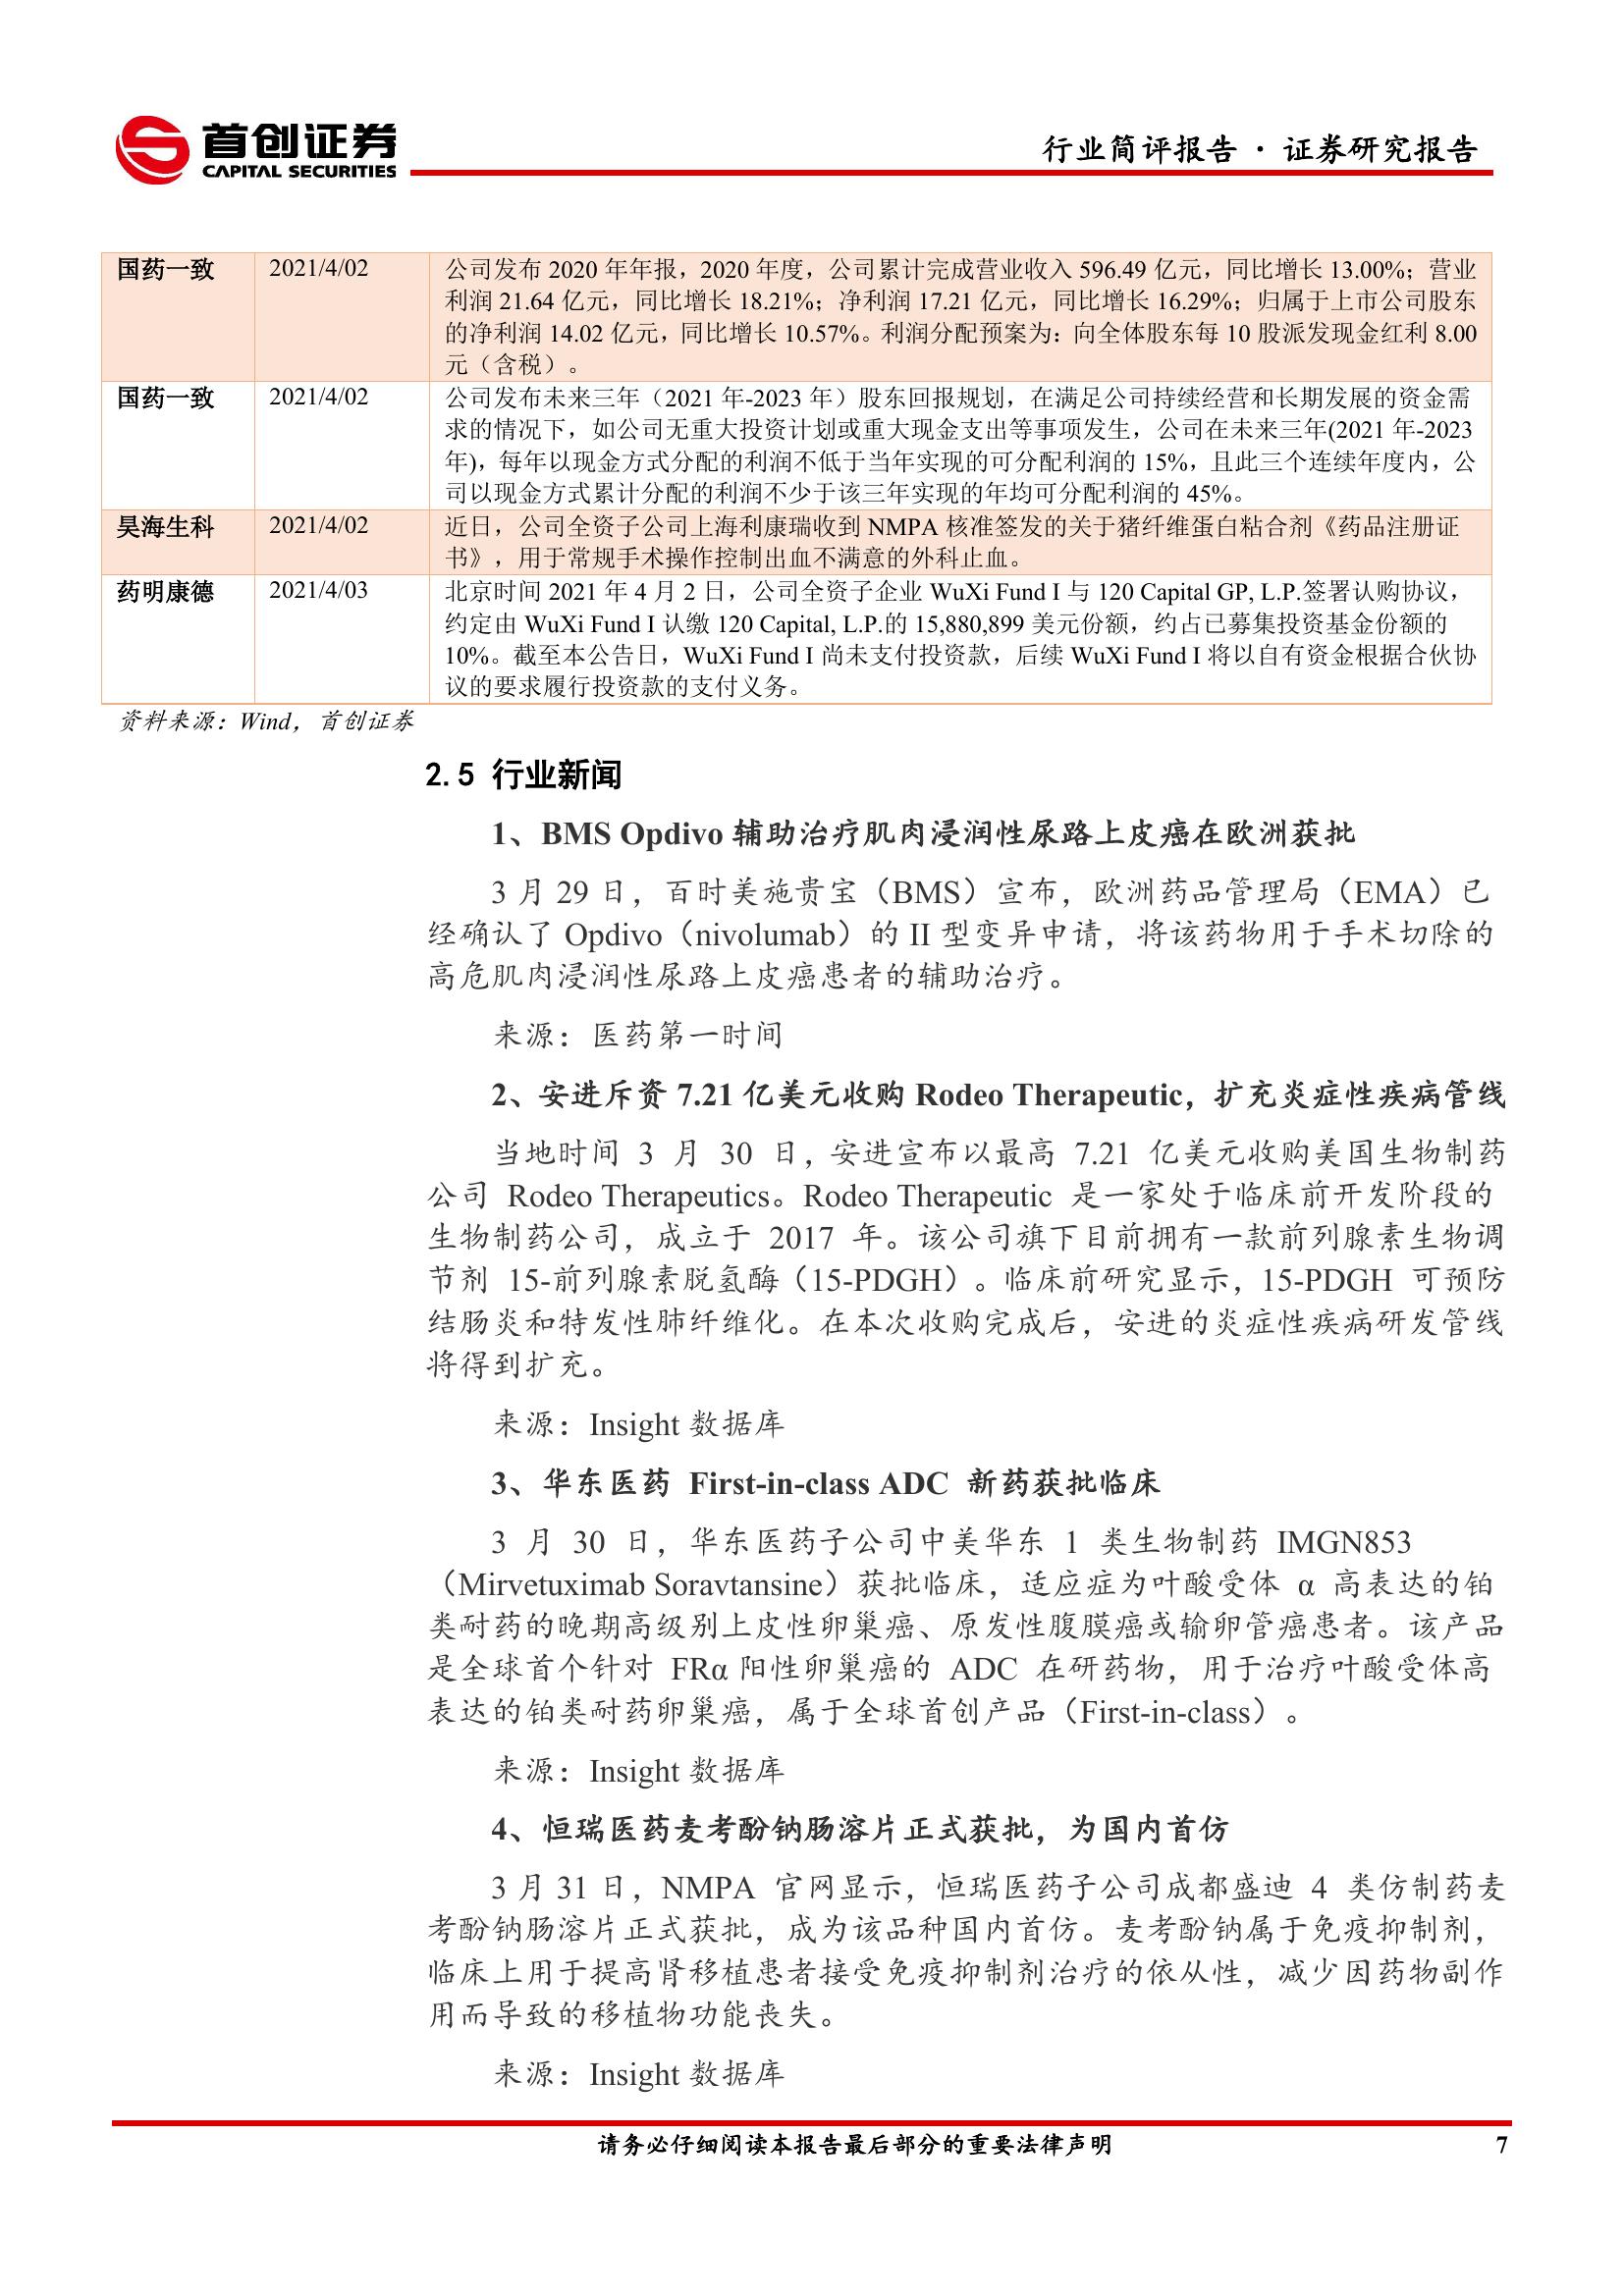 首创证券
CAPITAL SECURITIES
行业简评报告 · 证券研究报告
国药一致 2021/4/02 公司发布 2020 年年报，2020 年度，公司累计完成营业收入 596.49 亿元，同比增长 13.00%；营业
利润 21.64 亿元，同比增长 18.21%；净利润 17.21 亿元，同比增长 16.29%；归属于上市公司股东
的净利润 14.02 亿元，同比增长 10.57%。利润分配预案为：向全体股东每 10 股派发现金红利 8.00
元（含税）。
国药一致 2021/4/02 公司发布未来三年（2021 年-2023 年）股东回报规划，在满足公司持续经营和长期发展的资金需
求的情况下，如公司无重大投资计划或重大现金支出等事项发生，公司在未来三年(2021 年-2023
年)，每年以现金方式分配的利润不低于当年实现的可分配利润的 15%，且此三个连续年度内，公
司以现金方式累计分配的利润不少于该三年实现的年均可分配利润的 45%。
昊海生科 2021/4/02 近日，公司全资子公司上海利康瑞收到 NMPA 核准签发的关于猪纤维蛋白粘合剂《药品注册证
书》，用于常规手术操作控制出血不满意的外科止血。
药明康德 2021/4/03 北京时间 2021 年 4 月 2 日，公司全资子企业 WuXi Fund I 与 120 Capital GP, L.P.签署认购协议，
约定由 WuXi Fund I 认缴 120 Capital, L.P.的 15,880,899 美元份额，约占已募集投资基金份额的
10%。截至本公告日，WuXi Fund I 尚未支付投资款，后续 WuXi Fund I 将以自有资金根据合伙协
议的要求履行投资款的支付义务。
资料来源：Wind，首创证券
2.5 行业新闻
1、BMS Opdivo 辅助治疗肌肉浸润性尿路上皮癌在欧洲获批
3 月 29 日，百时美施贵宝（BMS）宣布，欧洲药品管理局（EMA）已
经确认了 Opdivo（nivolumab）的 II 型变异申请，将该药物用于手术切除的
高危肌肉浸润性尿路上皮癌患者的辅助治疗。
来源：医药第一时间
2、安进斥资 7.21 亿美元收购 Rodeo Therapeutic，扩充炎症性疾病管线
当地时间 3 月 30 日，安进宣布以最高 7.21 亿美元收购美国生物制药
公司 Rodeo Therapeutics。Rodeo Therapeutic 是一家处于临床前开发阶段的
生物制药公司，成立于 2017 年。该公司旗下目前拥有一款前列腺素生物调
节剂 15-前列腺素脱氢酶（15-PDGH）。临床前研究显示，15-PDGH 可预防
结肠炎和特发性肺纤维化。在本次收购完成后，安进的炎症性疾病研发管线
将得到扩充。
来源：Insight 数据库
3、华东医药 First-in-class ADC 新药获批临床
3 月 30 日，华东医药子公司中美华东 1 类生物制药 IMGN853
（Mirvetuximab Soravtansine）获批临床，适应症为叶酸受体 α 高表达的铂
类耐药的晚期高级别上皮性卵巢癌、原发性腹膜癌或输卵管癌患者。该产品
是全球首个针对 FRα 阳性卵巢癌的 ADC 在研药物，用于治疗叶酸受体高
表达的铂类耐药卵巢癌，属于全球首创产品（First-in-class）。
来源：Insight 数据库
4、恒瑞医药麦考酚钠肠溶片正式获批，为国内首仿
3 月 31 日，NMPA 官网显示，恒瑞医药子公司成都盛迪 4 类仿制药麦
考酚钠肠溶片正式获批，成为该品种国内首仿。麦考酚钠属于免疫抑制剂，
临床上用于提高肾移植患者接受免疫抑制剂治疗的依从性，减少因药物副作
用而导致的移植物功能丧失。
来源：Insight 数据库
请务必仔细阅读本报告最后部分的重要法律声明 7